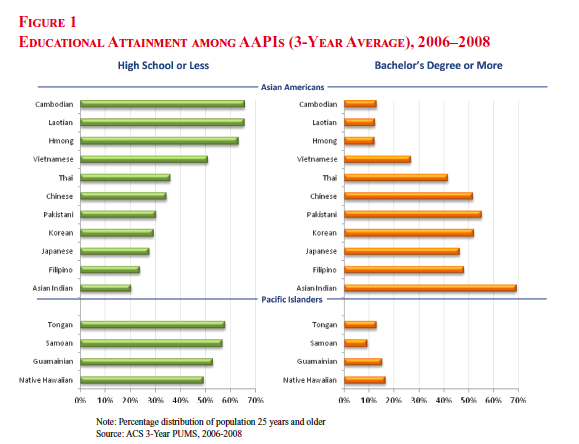 FIGURE 1
EDUCATIONAL ATTAINMENT AMONG AAPIS (3-YEAR AVERAGE), 2006–2008
High School or Less
Bachelor's Degree or More
Asian Americans
Cambodian
Laotian
Hmong
Vietnamese
Thai
Chinese
Pakistani
Korean
Japanese
Filipino
Asian Indian
Cambodian
Laotian
Hmong
Vietnamese
Thai
Chinese
Pakistani
Korean
Japanese
Filipino
Asian Indian
Pacific Islanders
Tongan
Samoan
Guamainian
Native Hawaiian
Tongan
Samoan
Guamainian
Native Hawaiian
0% 10% 20% 30% 40% 50% 60% 70%
0% 10% 20% 30% 40% 50% 60% 70%
Note: Percentage distribution of population 25 years and older
Source: ACS 3-Year PUMS, 2006-2008